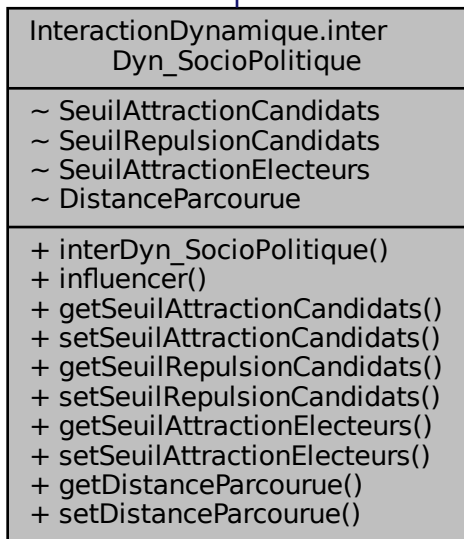 InteractionDynamique.inter
Dyn_SocioPolitique
~ SeuilAttractionCandidats
~ SeuilRepulsionCandidats
~ SeuilAttractionElecteurs
~ DistanceParcourue
+ interDyn_SocioPolitique()
+ influencer()
+ getSeuilAttractionCandidats()
+ setSeuilAttractionCandidats()
+ getSeuilRepulsionCandidats()
+ setSeuilRepulsionCandidats()
+ getSeuilAttractionElecteurs()
+ setSeuilAttractionElecteurs()
+ getDistanceParcourue()
+ setDistanceParcourue()